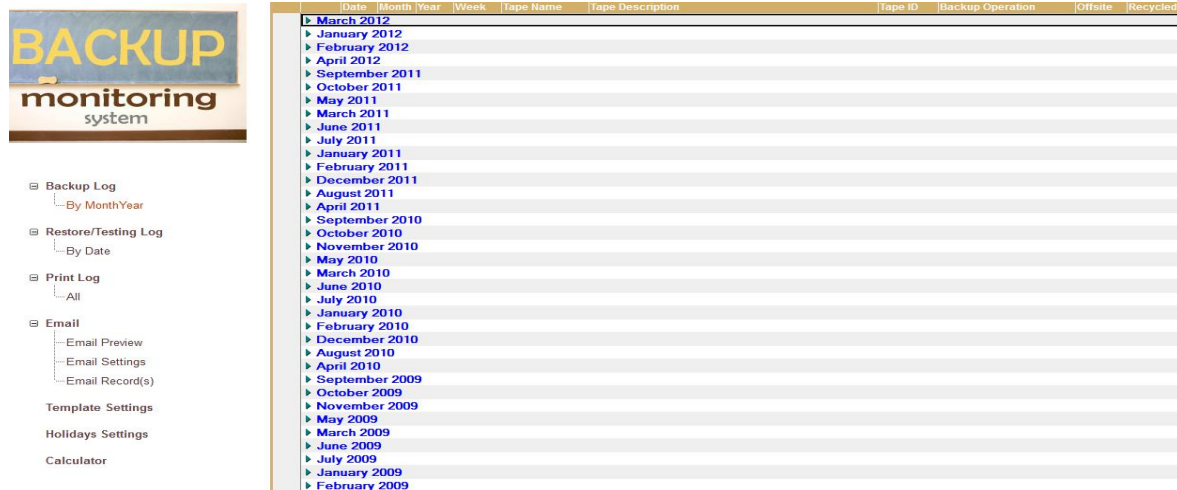 BACKUP
monitoring
system
Backup Log
By MonthYear
Restore/Testing Log
By Date
Print Log
All
Email
Email Preview
Email Settings
Email Record(s)
Template Settings
Holidays Settings
Calculator
Date Month Year Week Tape Name Tape Description Tape ID Backup Operation Offsite Recycled
March 2012
January 2012
February 2012
April 2012
September 2011
October 2011
May 2011
March 2011
June 2011
July 2011
January 2011
February 2011
December 2011
August 2011
April 2011
September 2010
October 2010
November 2010
May 2010
March 2010
June 2010
July 2010
January 2010
February 2010
December 2010
August 2010
April 2010
September 2009
October 2009
November 2009
May 2009
March 2009
June 2009
July 2009
January 2009
February 2009